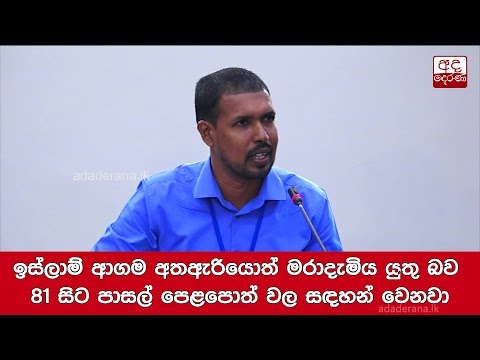 අද
දෙරණ
adaderana.lk
ඉස්ලාම් ආගම අතඇරියොත් මරාදැමිය යුතු බව
81 සිට පාසල් පෙළපොත් වල සඳහන් වෙනවා
adaderana.lk